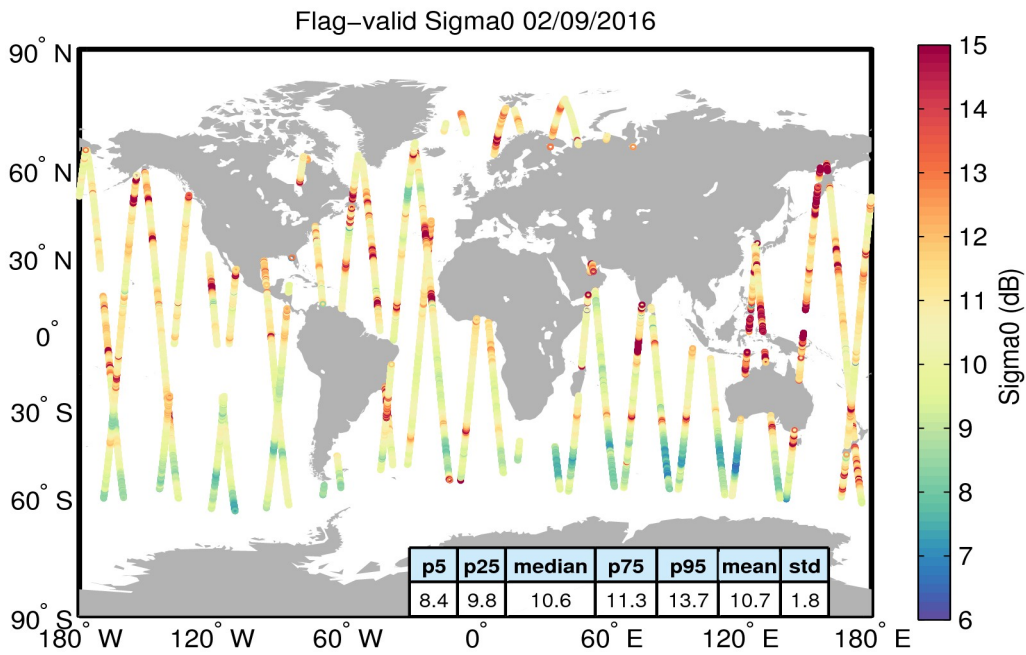 Flag−valid Sigma0 02/09/2016
90° N
60° N
30° N
0°
30° S
60° S
90° S
180° W
120° W
60° W
0°
60° E
120° E
180° E
p5 p25 median p75 p95 mean std
8.4 9.8 10.6 11.3 13.7 10.7 1.8
15
14
13
12
11
10
9
8
7
6
Sigma0 (dB)